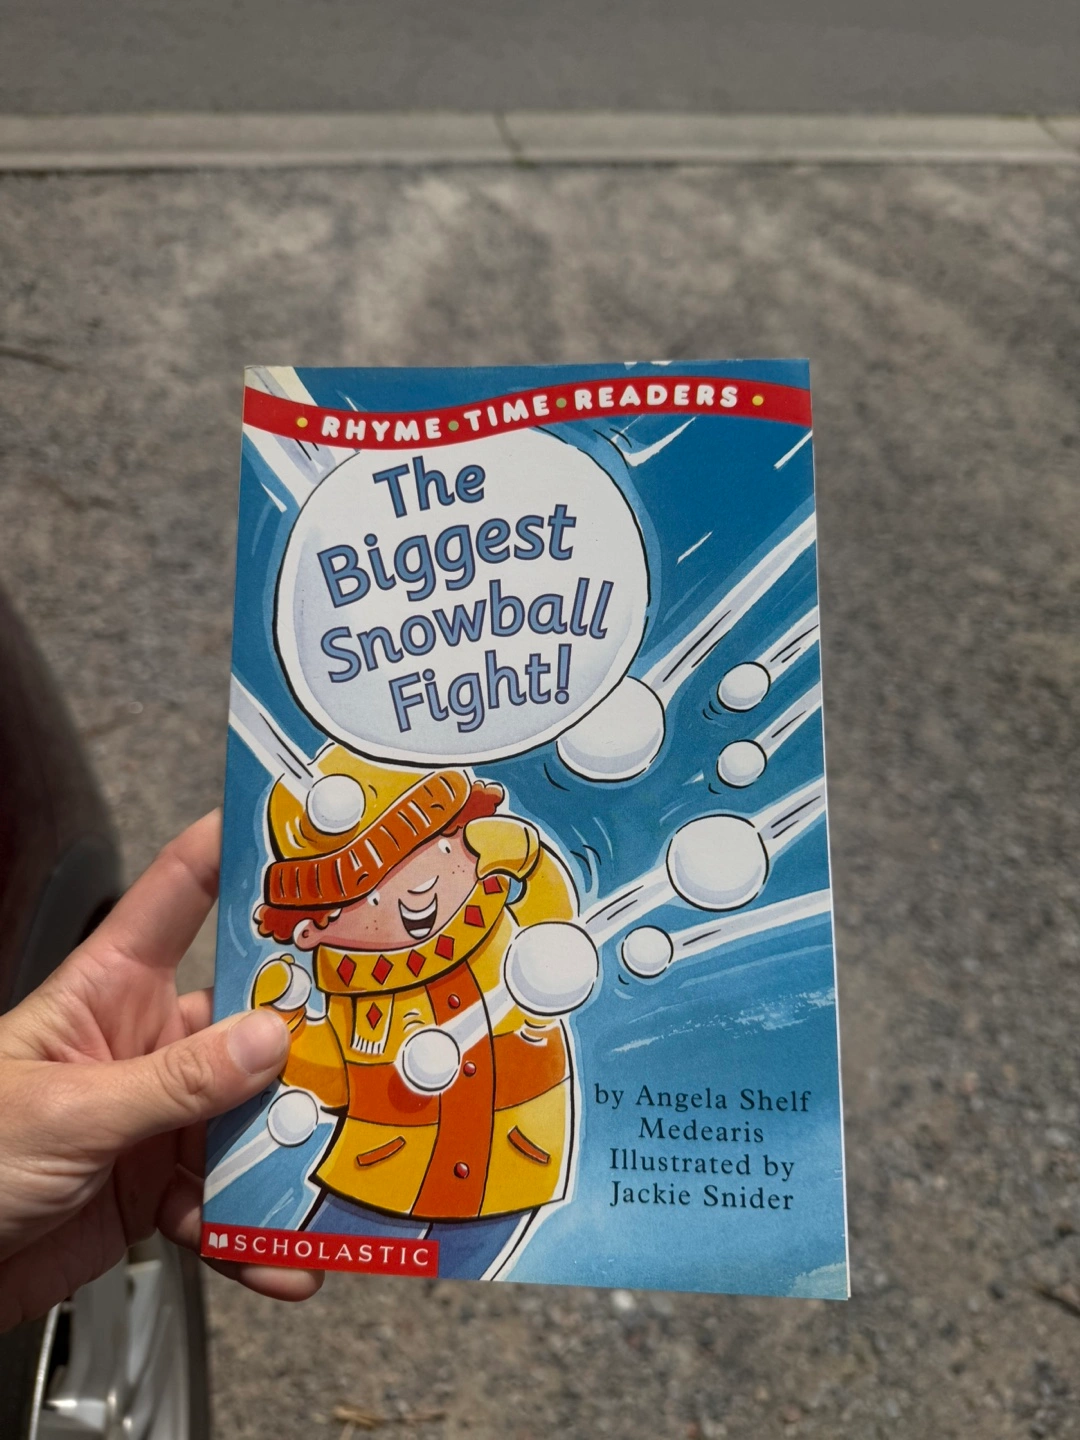 RHYME•TIME•READERS
The
Biggest
Snowball
Fight!
by Angela Shelf
Medearis
Illustrated by
Jackie Snider
SCHOLASTIC